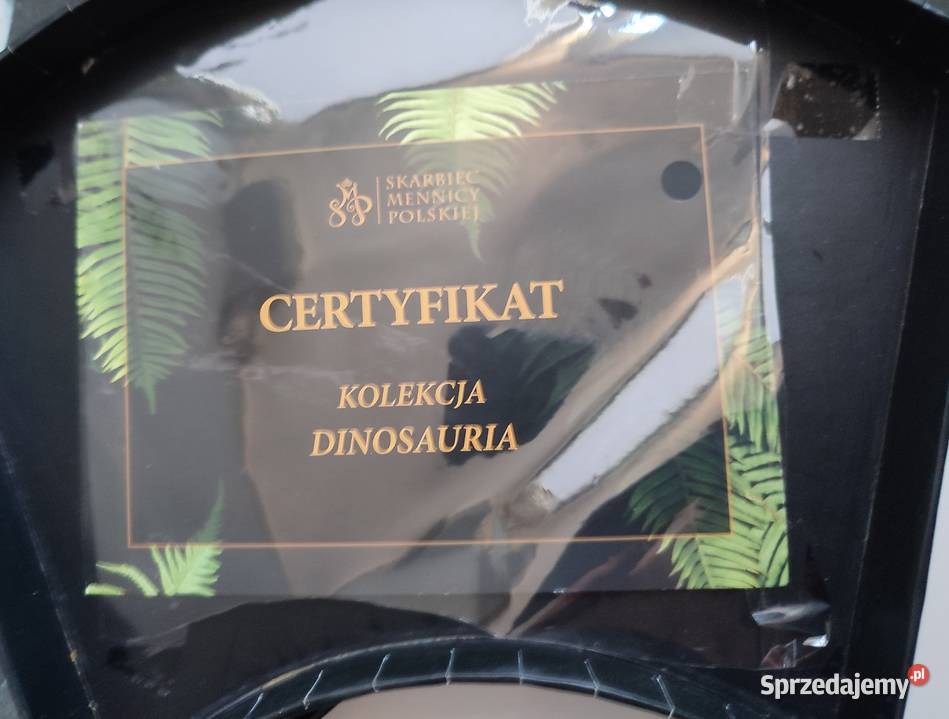 SKARBIEC
MENNICY
POLSKIEJ
CERTYFIKAT
KOLEKCJA
DINOSAURIA
Sprzedajemy.pl